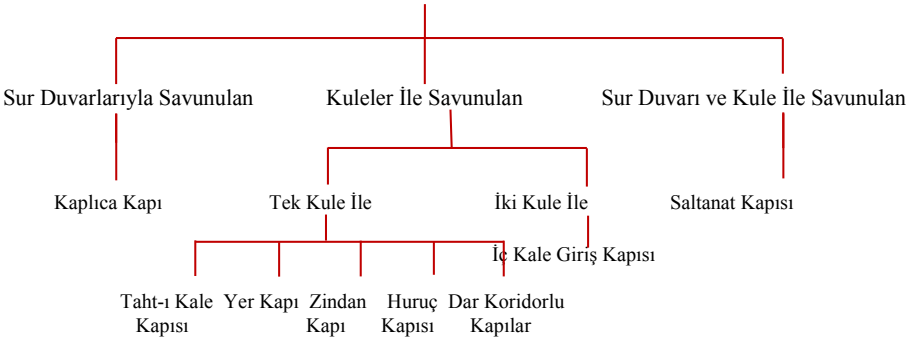 Sur Duvarlarıyla Savunulan Kuleler İle Savunulan Sur Duvarı ve Kule İle Savunulan
Kaplıca Kapı Tek Kule İle İki Kule İle Saltanat Kapısı
İç Kale Giriş Kapısı
Taht-ı Kale Yer Kapı Zindan Huruç Dar Koridorlu
Kapısı Kapı Kapısı Kapılar